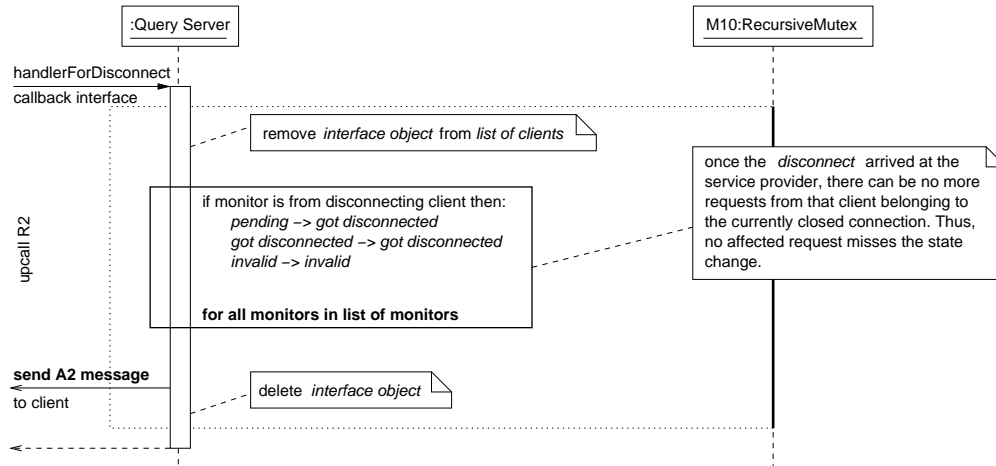 :Query Server
M10:RecursiveMutex
handlerForDisconnect
callback interface
remove interface object from list of clients
once the disconnect arrived at the
service provider, there can be no more
requests from that client belonging to
the currently closed connection. Thus,
no affected request misses the state
change.
if monitor is from disconnecting client then:
pending −> got disconnected
got disconnected −> got disconnected
invalid −> invalid
for all monitors in list of monitors
upcall R2
send A2 message
to client
delete interface object